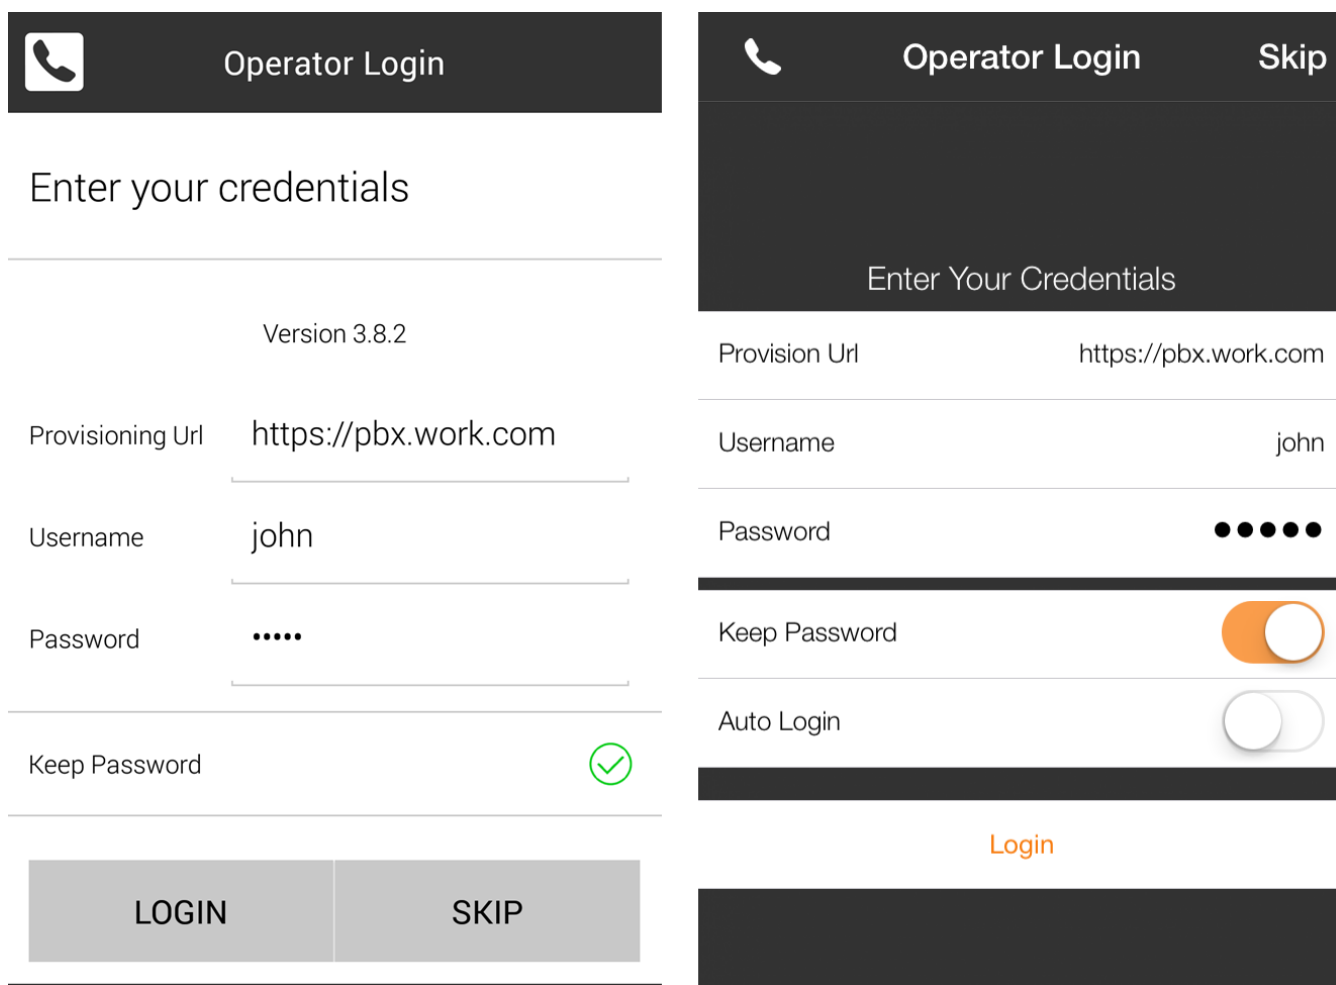 Operator Login
Enter your credentials
Version 3.8.2
Provisioning Url https://pbx.work.com
Username john
Password •••••
Keep Password
LOGIN SKIP
Operator Login Skip
Enter Your Credentials
Provision Url https://pbx.work.com
Username john
Password •••••
Keep Password
Auto Login
Login